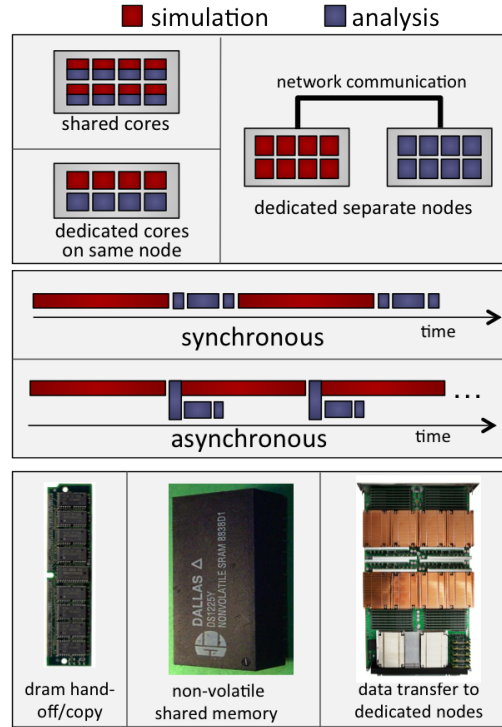 simulation
analysis
shared cores
dedicated cores
on same node
network communication
dedicated separate nodes
synchronous
time
asynchronous
time
...
DALLAS
DS1225Y
NONVOLATILE SRAM 8838D1
dram hand-
off/copy
non-volatile
shared memory
data transfer to
dedicated nodes